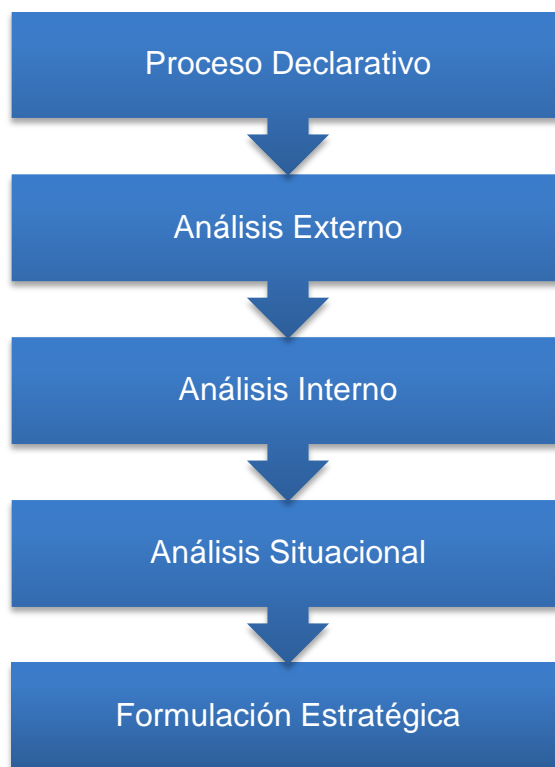 Proceso Declarativo
Análisis Externo
Análisis Interno
Análisis Situacional
Formulación Estratégica